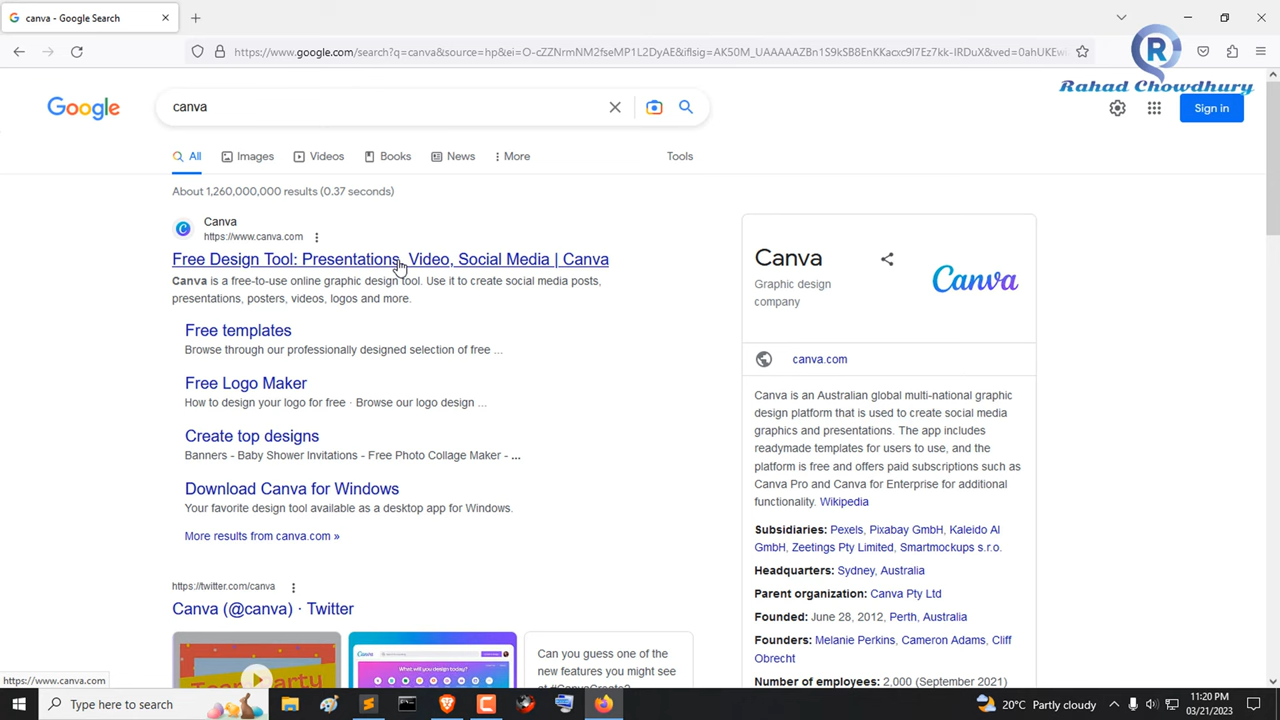 canva - Google Search
https://www.google.com/search?q=canva&source=hp&ei=O-cZZNrmNM2fseMP1L2DyAE&iflsig=AK50M_UAAAAAZBn1S9kSB8EnKKacxc9l7Ez7kk-IRDuX&ved=0ahUKEw
R
Rahad Chowdhury
Google
canva
Sign in
All
Images
Videos
Books
News
More
Tools
About 1,260,000,000 results (0.37 seconds)
Canva
https://www.canva.com
Free Design Tool: Presentations, Video, Social Media | Canva
Canva is a free-to-use online graphic design tool. Use it to create social media posts,
presentations, posters, videos, logos and more.
Free templates
Browse through our professionally designed selection of free ...
Free Logo Maker
How to design your logo for free · Browse our logo design ...
Create top designs
Banners - Baby Shower Invitations - Free Photo Collage Maker - ...
Download Canva for Windows
Your favorite design tool available as a desktop app for Windows.
More results from canva.com »
https://twitter.com/canva
Canva (@canva) · Twitter
Team Party
Canva
What will you design today?
Can you guess one of the
new features you might see
Canva
Graphic design
company
Canva
canva.com
Canva is an Australian global multi-national graphic
design platform that is used to create social media
graphics and presentations. The app includes
readymade templates for users to use, and the
platform is free and offers paid subscriptions such as
Canva Pro and Canva for Enterprise for additional
functionality. Wikipedia
Subsidiaries: Pexels, Pixabay GmbH, Kaleido AI
GmbH, Zeetings Pty Limited, Smartmockups s.r.o.
Headquarters: Sydney, Australia
Parent organization: Canva Pty Ltd
Founded: June 28, 2012, Perth, Australia
Founders: Melanie Perkins, Cameron Adams, Cliff
Obrecht
Number of employees: 2,000 (September 2021)
https://www.canva.com
Type here to search
20°C Partly cloudy
11:20 PM
03/21/2023